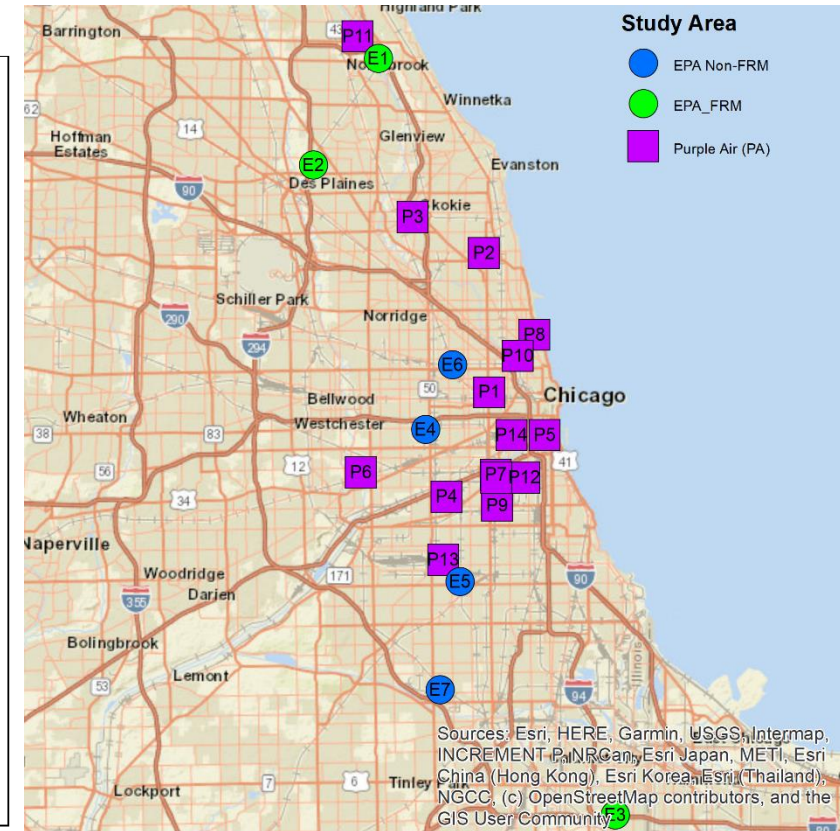 Highland Park
Barrington
43
P11
E1
Study Area
EPA Non-FRM
EPA_FRM
Purple Air (PA)
62
Winnetka
14
Hoffman
Estates
Glenview
Evanston
E2
Des Plaines
90
P3
Skokie
P2
Schiller Park
290
Norridge
P8
P10
294
E6
50
P1
Chicago
Bellwood
Wheaton
Westchester
E4
38
83
P14
P5
41
56
12
P6
P7
P12
34
P4
P9
Naperville
P13
Woodridge
171
E5
90
Darien
355
Bolingbrook
Lemont
53
E7
94
Illinois
Sources: Esri, HERE, Garmin, USGS, Intermap,
INCREMENT P, NRCan, Esri Japan, METI, Esri
China (Hong Kong), Esri Korea, Esri (Thailand),
NGCC, (c) OpenStreetMap contributors, and the
GIS User Community
Lockport
7
6
Tinley Park
E3
80